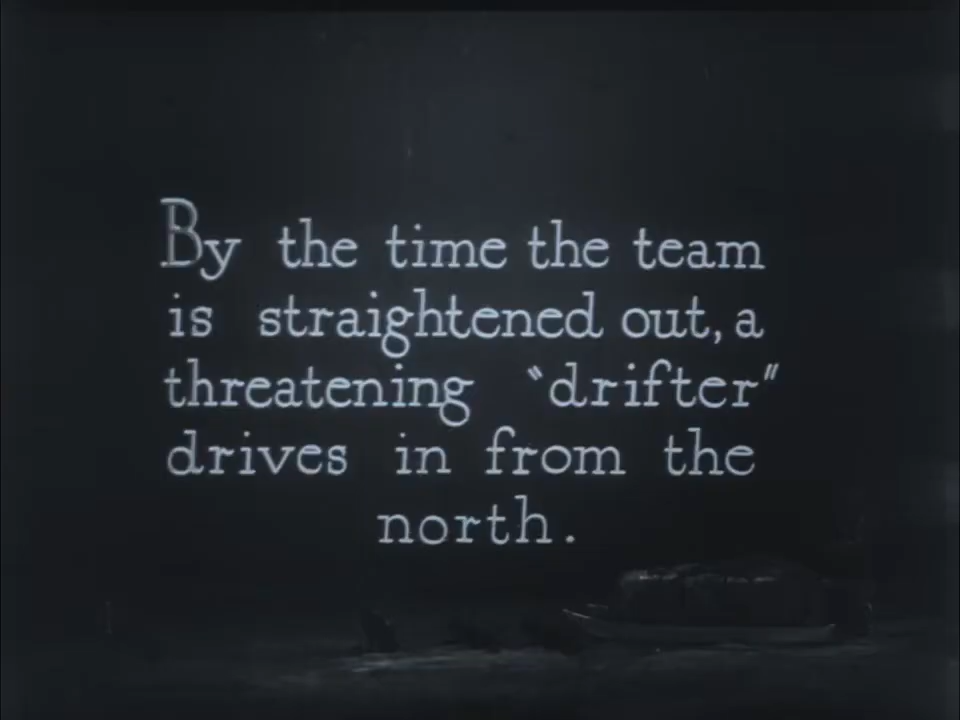 By the time the team
is straightened out, a
threatening "drifter"
drives in from the
north.